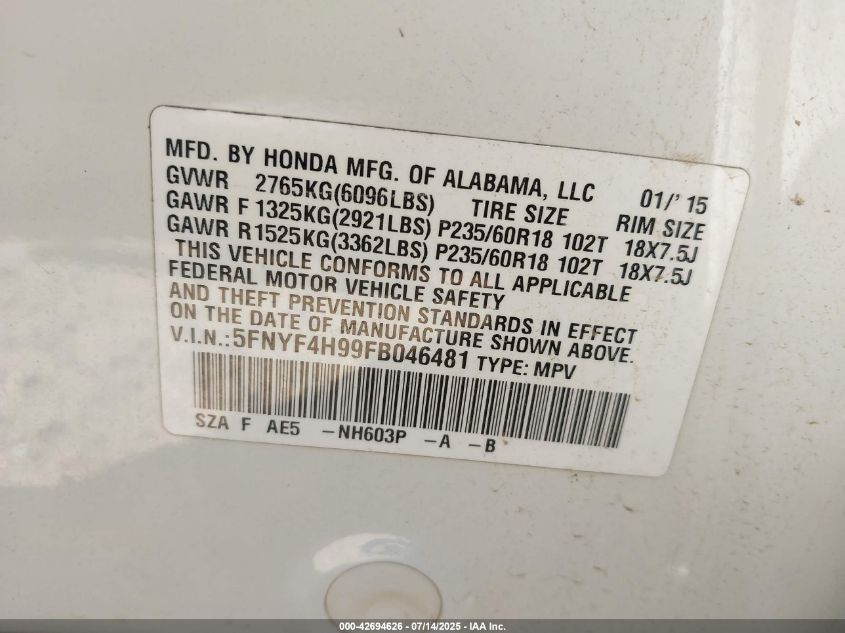 MFD. BY HONDA MFG. OF ALABAMA, LLC 01/'15
GVWR 2765KG(6096LBS) TIRE SIZE RIM SIZE
GAWR F 1325KG(2921LBS) P235/60R18 102T 18X7.5J
GAWR R1525KG(3362LBS) P235/60R18 102T 18X7.5J
THIS VEHICLE CONFORMS TO ALL APPLICABLE
FEDERAL MOTOR VEHICLE SAFETY
AND THEFT PREVENTION STANDARDS IN EFFECT
ON THE DATE OF MANUFACTURE SHOWN ABOVE.
V.I.N.:5FNYF4H99FB046481 TYPE: MPV
SZA F AE5 -NH603P -A -B
000-42694626 - 07/14/2025 - IAA Inc.